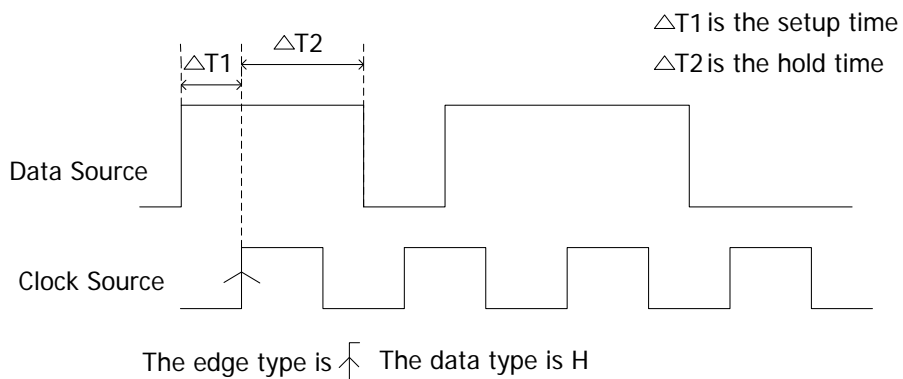 △T1 is the setup time
△T2 is the hold time
△T1
△T2
Data Source
Clock Source
The edge type is The data type is H